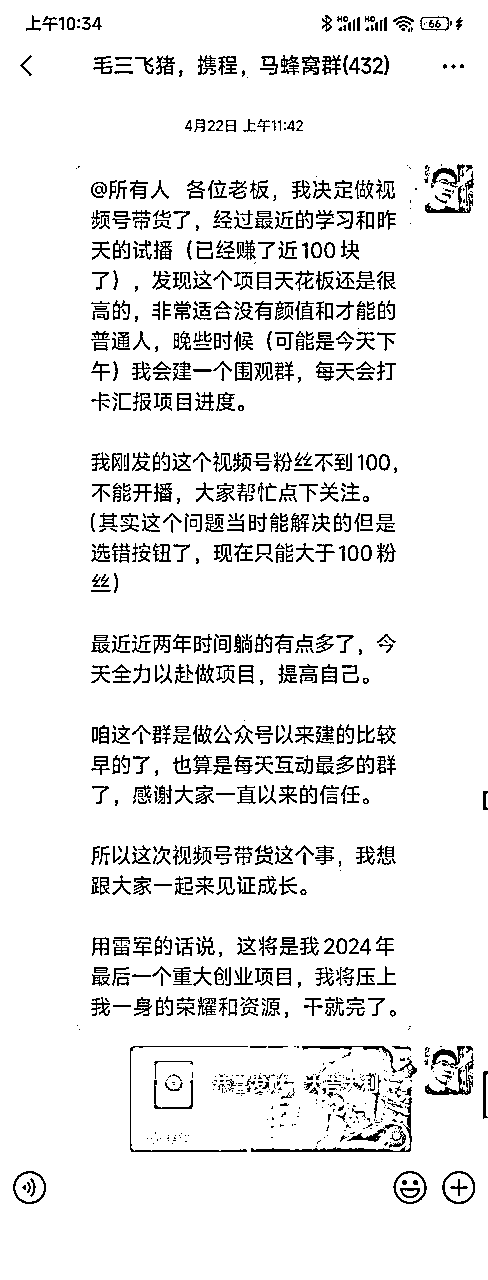 上午10:34
HD HD 66
毛三飞猪，携程，马蜂窝群(432)
4月22日 上午11:42
@所有人 各位老板，我决定做视
频号带货了，经过最近的学习和昨
天的试播（已经赚了近100块
了），发现这个项目天花板还是很
高的，非常适合没有颜值和才能的
普通人，晚些时候（可能是今天下
午）我会建一个围观群，每天会打
卡汇报项目进度。
我刚发的这个视频号粉丝不到100，
不能开播，大家帮忙点下关注。
(其实这个问题当时能解决的但是
选错按钮了，现在只能大于100粉
丝)
最近近两年时间躺的有点多了，今
天全力以赴做项目，提高自己。
咱这个群是做公众号以来建的比较
早的了，也算是每天互动最多的群
了，感谢大家一直以来的信任。
所以这次视频号带货这个事，我想
跟大家一起来见证成长。
用雷军的话说，这将是我2024年
最后一个重大创业项目，我将压上
我一身的荣耀和资源，干就完了。
恭喜发财，大吉大利